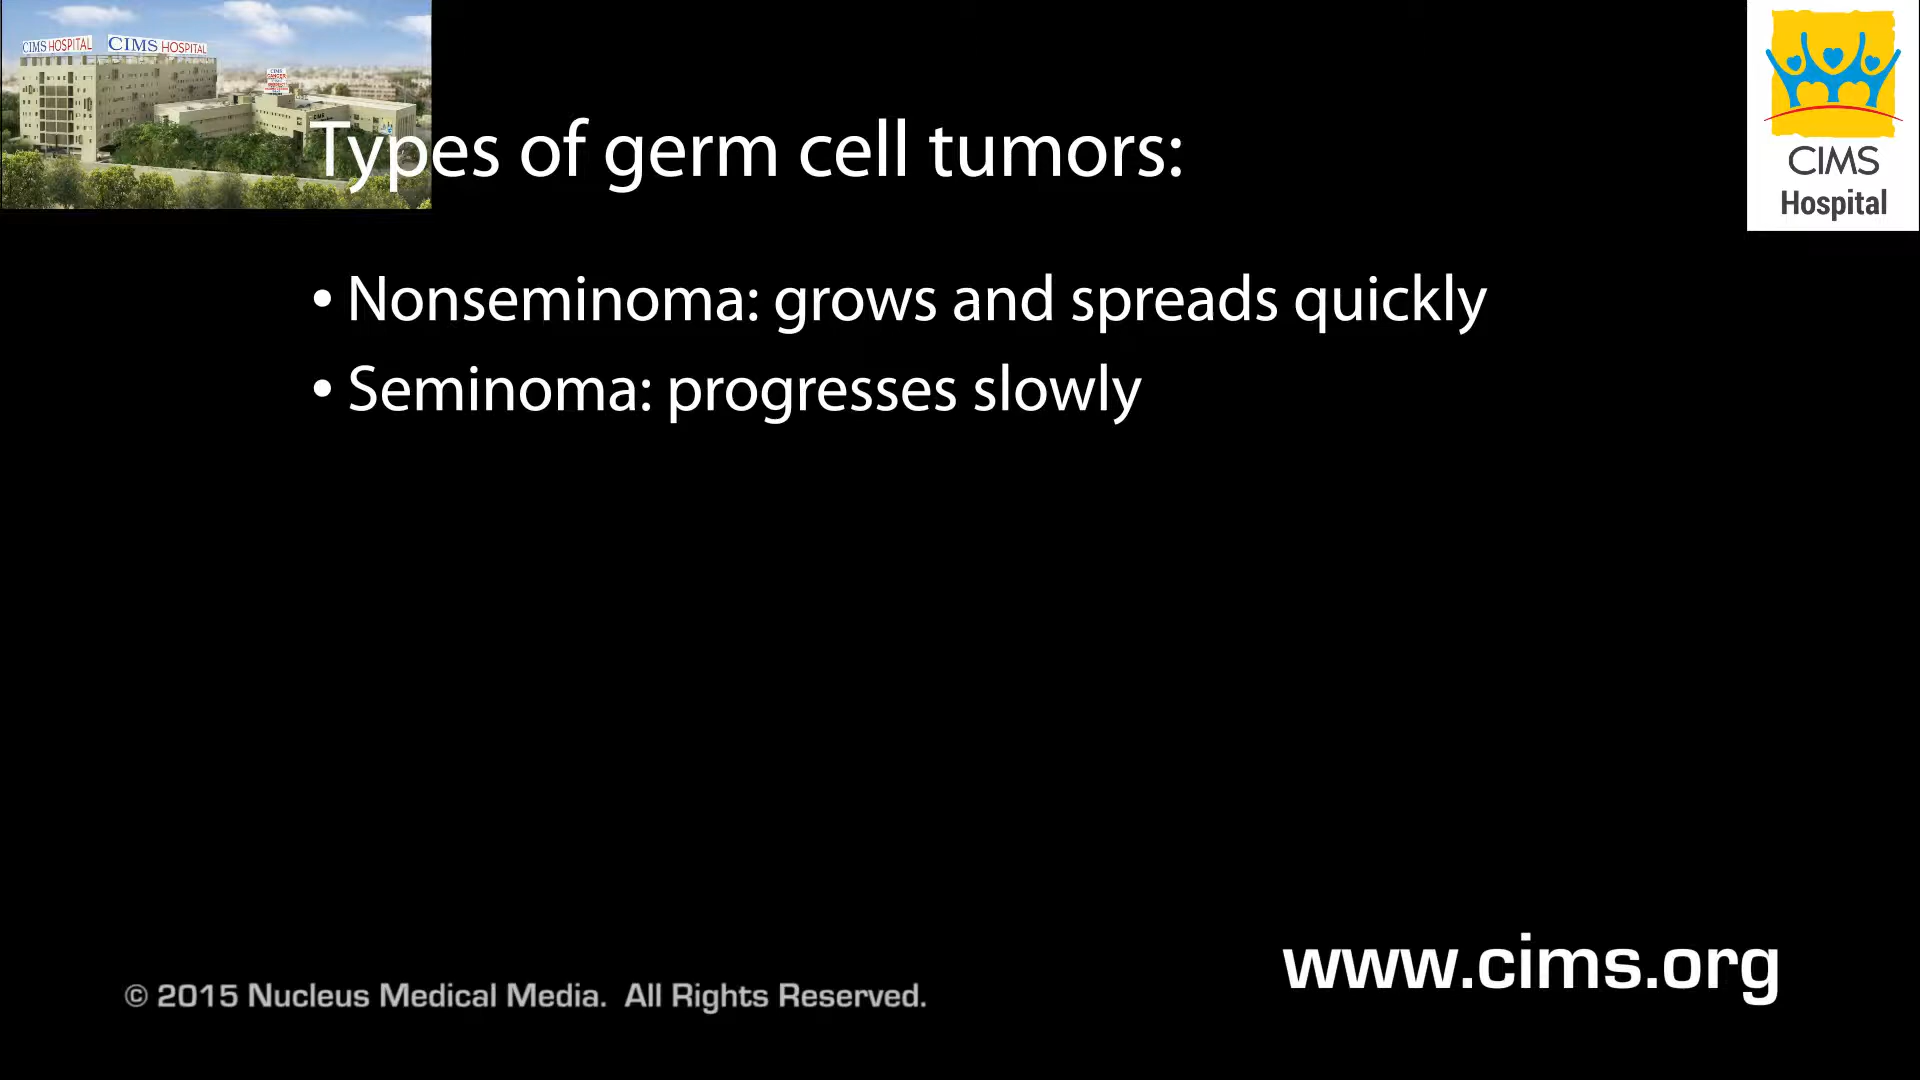 CIMS HOSPITAL CIMS HOSPITAL
Types of germ cell tumors:
• Nonseminoma: grows and spreads quickly
• Seminoma: progresses slowly
CIMS
Hospital
www.cims.org
© 2015 Nucleus Medical Media. All Rights Reserved.